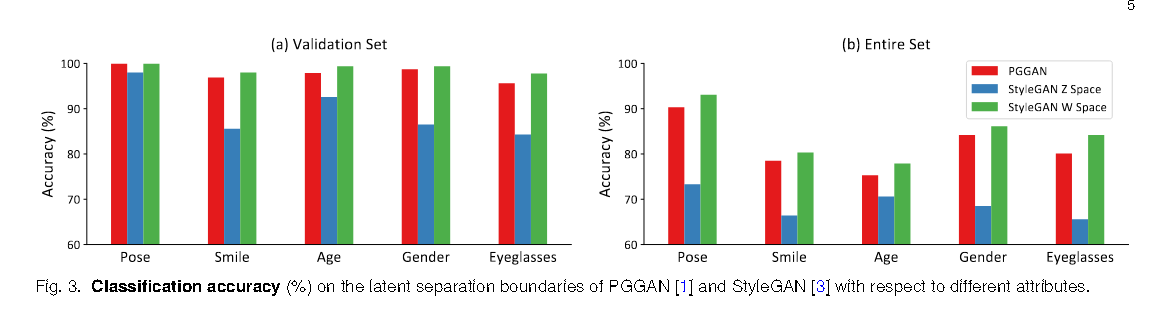 5
(a) Validation Set
100
90
80
70
60
Accuracy (%)
Pose Smile Age Gender Eyeglasses
(b) Entire Set
100
90
80
70
60
Accuracy (%)
PGGAN
StyleGAN Z Space
StyleGAN W Space
Pose Smile Age Gender Eyeglasses
Fig. 3. Classification accuracy (%) on the latent separation boundaries of PGGAN [1] and StyleGAN [3] with respect to different attributes.